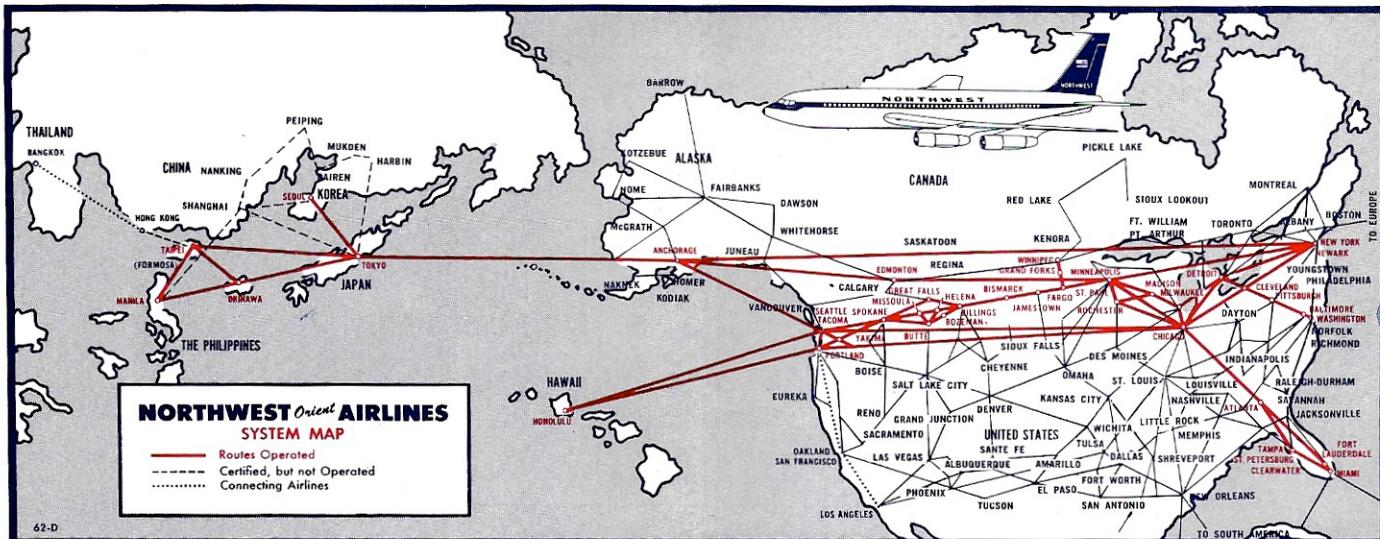 BARROW
THAILAND
BANGKOK
PEIPING
MUKDEN
HARBIN
CHINA
NANKING
AIREN
SEOUL
KOREA
SHANGHAI
HONG KONG
TAIPEI
(FORMOSA)
TOKYO
JAPAN
MANILA
OKINAWA
THE PHILIPPINES
NORTHWEST
NORTHWEST
KOTZEBUE
ALASKA
NOME
FAIRBANKS
DAWSON
McGRATH
WHITEHORSE
ANCHORAGE
JUNEAU
NAKNEK
HOMER
KODIAK
CANADA
PICKLE LAKE
RED LAKE
SIOUX LOOKOUT
MONTREAL
FT. WILLIAM
PT. ARTHUR
TORONTO
ALBANY
BOSTON
TO EUROPE
SASKATOON
KENORA
REGINA
WINNIPEG
GRAND FORKS
MINNEAPOLIS
DETROIT
NEW YORK
NEWARK
EDMONTON
CALGARY
GREAT FALLS
MISSOULA
HELENA
BISMARCK
FARGO
ST. PAUL
MADISON
MILWAUKEE
CLEVELAND
PITTSBURGH
YOUNGSTOWN
PHILADELPHIA
VANCOUVER
SEATTLE
SPOKANE
TACOMA
BILLINGS
BOZEMAN
JAMESTOWN
ROCHESTER
BALTIMORE
WASHINGTON
YAKIMA
BUTTE
CHICAGO
DAYTON
NORFOLK
RICHMOND
PORTLAND
SIOUX FALLS
BOISE
CHEYENNE
DES MOINES
OMAHA
INDIANAPOLIS
SALT LAKE CITY
ST. LOUIS
LOUISVILLE
RALEIGH-DURHAM
EUREKA
RENO
DENVER
KANSAS CITY
NASHVILLE
ATLANTA
SAVANNAH
JACKSONVILLE
GRAND JUNCTION
WICHITA
LITTLE ROCK
SACRAMENTO
UNITED STATES
TULSA
MEMPHIS
OAKLAND
SAN FRANCISCO
LAS VEGAS
SANTE FE
ALBUQUERQUE
AMARILLO
DALLAS
SHREVEPORT
TAMPA
ST. PETERSBURG
CLEARWATER
FORT
LAUDERDALE
MIAMI
PHOENIX
TUCSON
EL PASO
FORT WORTH
SAN ANTONIO
NEW ORLEANS
LOS ANGELES
TO SOUTH AMERICA
HAWAII
HONOLULU
NORTHWEST Orient AIRLINES
SYSTEM MAP
Routes Operated
Certified, but not Operated
Connecting Airlines
62-D